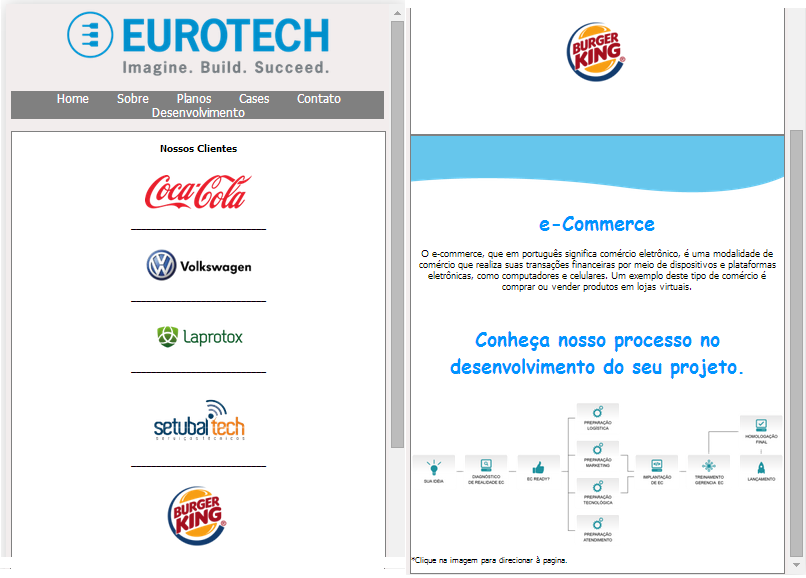 EUROTECH
Imagine. Build. Succeed.
Home Sobre Planos Cases Contato
Desenvolvimento
Nossos Clientes
Coca-Cola
Volkswagen
Laprotox
setubaltech
serviços técnicos
BURGER
KING
BURGER
KING
e-Commerce
O e-commerce, que em português significa comércio eletrônico, é uma modalidade de
comércio que realiza suas transações financeiras por meio de dispositivos e plataformas
eletrônicas, como computadores e celulares. Um exemplo deste tipo de comércio é
comprar ou vender produtos em lojas virtuais.
Conheça nosso processo no
desenvolvimento do seu projeto.
SUA IDÉIA
DIAGNÓSTICO
DE REALIDADE EC
EC READY?
PREPARAÇÃO
LOGÍSTICA
PREPARAÇÃO
MARKETING
PREPARAÇÃO
TECNOLÓGICA
PREPARAÇÃO
ATENDIMENTO
IMPLANTAÇÃO
DE EC
TREINAMENTO
GERENCIA EC
HOMOLOGAÇÃO
FINAL
LANÇAMENTO
*Clique na imagem para direcionar à pagina.